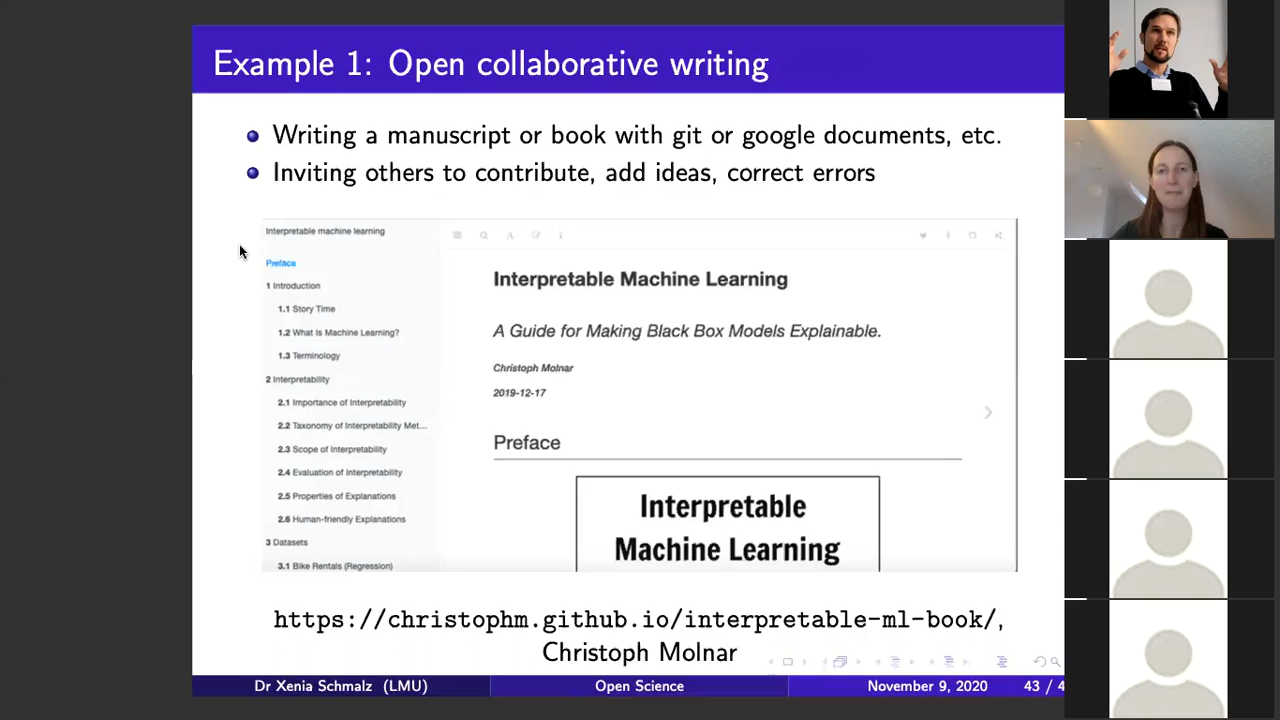 Example 1: Open collaborative writing
Writing a manuscript or book with git or google documents, etc.
Inviting others to contribute, add ideas, correct errors
Interpretable machine learning
Preface
1 Introduction
1.1 Story Time
1.2 What Is Machine Learning?
1.3 Terminology
2 Interpretability
2.1 Importance of Interpretability
2.2 Taxonomy of Interpretability Met...
2.3 Scope of Interpretability
2.4 Evaluation of Interpretability
2.5 Properties of Explanations
2.6 Human-friendly Explanations
3 Datasets
3.1 Bike Rentals (Regression)
Interpretable Machine Learning
A Guide for Making Black Box Models Explainable.
Christoph Molnar
2019-12-17
Preface
Interpretable
Machine Learning
https://christophm.github.io/interpretable-ml-book/,
Christoph Molnar
Dr Xenia Schmalz (LMU)
Open Science
November 9, 2020
43 / 4